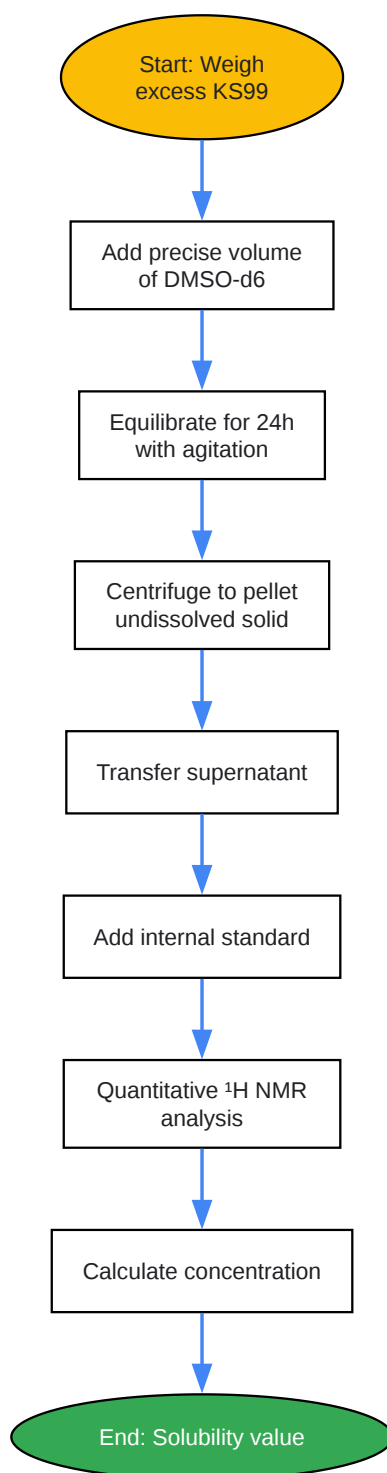 Start: Weigh
excess KS99
Add precise volume
of DMSO-d6
Equilibrate for 24h
with agitation
Centrifuge to pellet
undissolved solid
Transfer supernatant
Add internal standard
Quantitative ¹H NMR
analysis
Calculate concentration
End: Solubility value